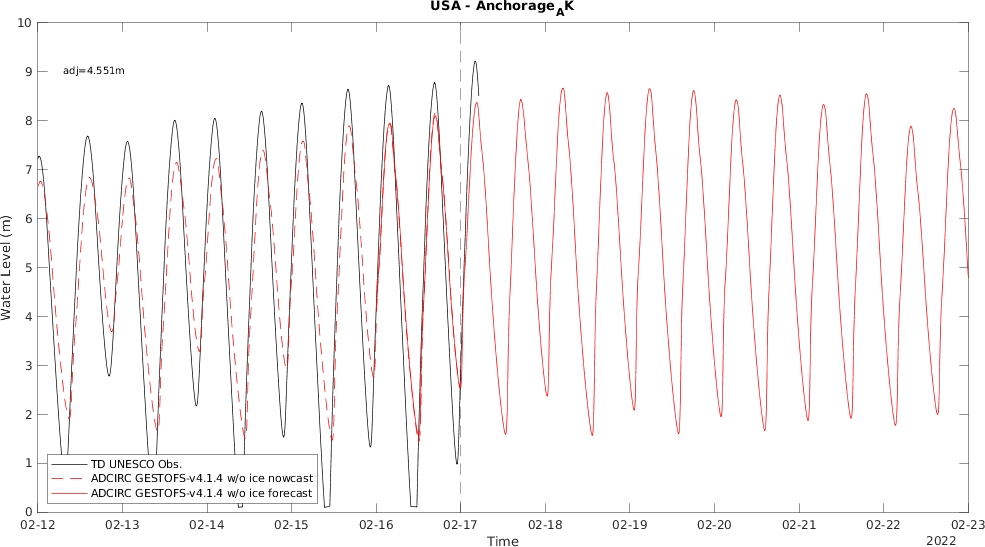 USA - Anchorage_AK
10
9
8
7
6
5
4
3
2
1
0
Water Level (m)
adj=4.551m
TD UNESCO Obs.
ADCIRC GESTOFS-v4.1.4 w/o ice nowcast
ADCIRC GESTOFS-v4.1.4 w/o ice forecast
02-12 02-13 02-14 02-15 02-16 02-17 02-18 02-19 02-20 02-21 02-22 02-23
Time
2022